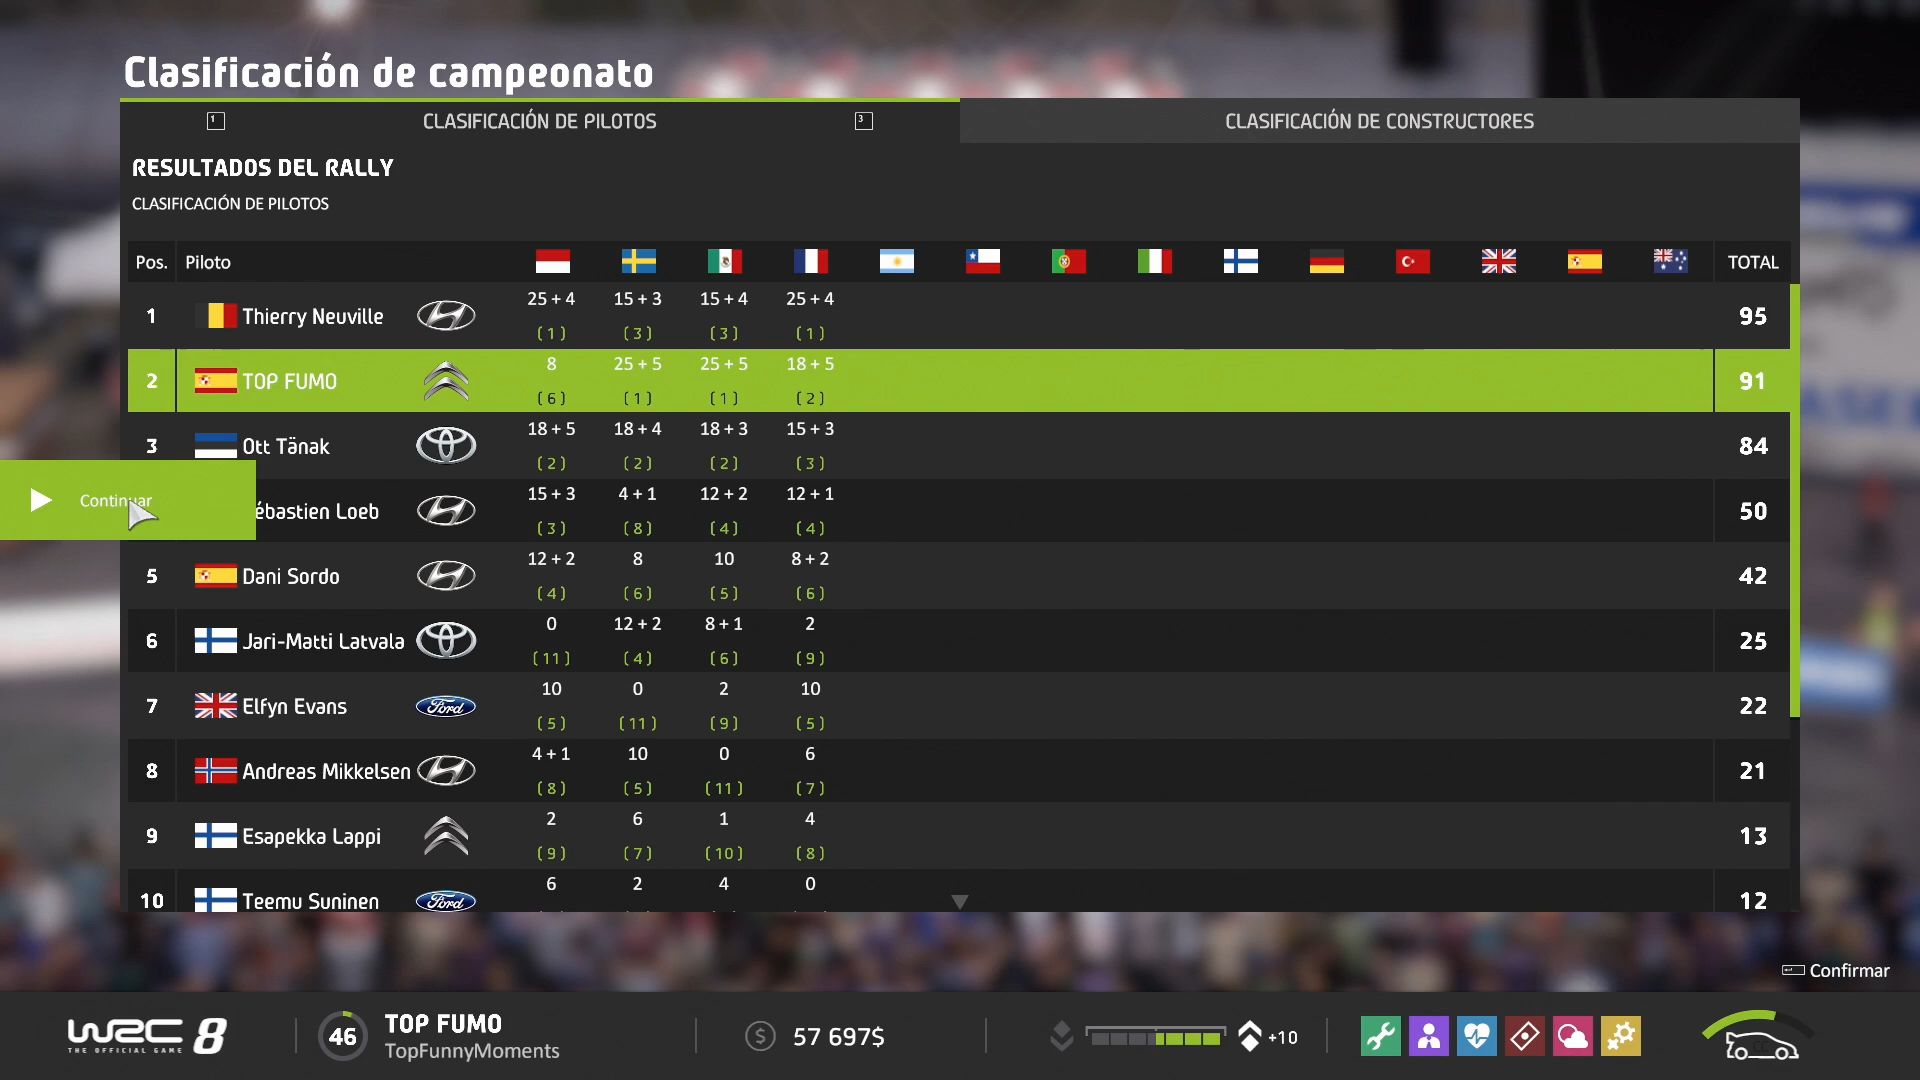 Clasificación de campeonato
1 CLASIFICACIÓN DE PILOTOS 3 CLASIFICACIÓN DE CONSTRUCTORES
RESULTADOS DEL RALLY
CLASIFICACIÓN DE PILOTOS
Pos. Piloto TOTAL
1 Thierry Neuville 25 + 4 15 + 3 15 + 4 25 + 4 95
( 1 ) ( 3 ) ( 3 ) ( 1 )
2 TOP FUMO 8 25 + 5 25 + 5 18 + 5 91
( 6 ) ( 1 ) ( 1 ) ( 2 )
3 Ott Tänak 18 + 5 18 + 4 18 + 3 15 + 3 84
( 2 ) ( 2 ) ( 2 ) ( 3 )
Continuar
ébastien Loeb 15 + 3 4 + 1 12 + 2 12 + 1 50
( 3 ) ( 8 ) ( 4 ) ( 4 )
5 Dani Sordo 12 + 2 8 10 8 + 2 42
( 4 ) ( 6 ) ( 5 ) ( 6 )
6 Jari-Matti Latvala 0 12 + 2 8 + 1 2 25
( 11 ) ( 4 ) ( 6 ) ( 9 )
7 Elfyn Evans Ford 10 0 2 10 22
( 5 ) ( 11 ) ( 9 ) ( 5 )
8 Andreas Mikkelsen 4 + 1 10 0 6 21
( 8 ) ( 5 ) ( 11 ) ( 7 )
9 Esapekka Lappi 2 6 1 4 13
( 9 ) ( 7 ) ( 10 ) ( 8 )
10 Teemu Suninen Ford 6 2 4 0 12
Confirmar
WRC 8
THE OFFICIAL GAME
46 TOP FUMO
TopFunnyMoments
$ 57 697$
+10